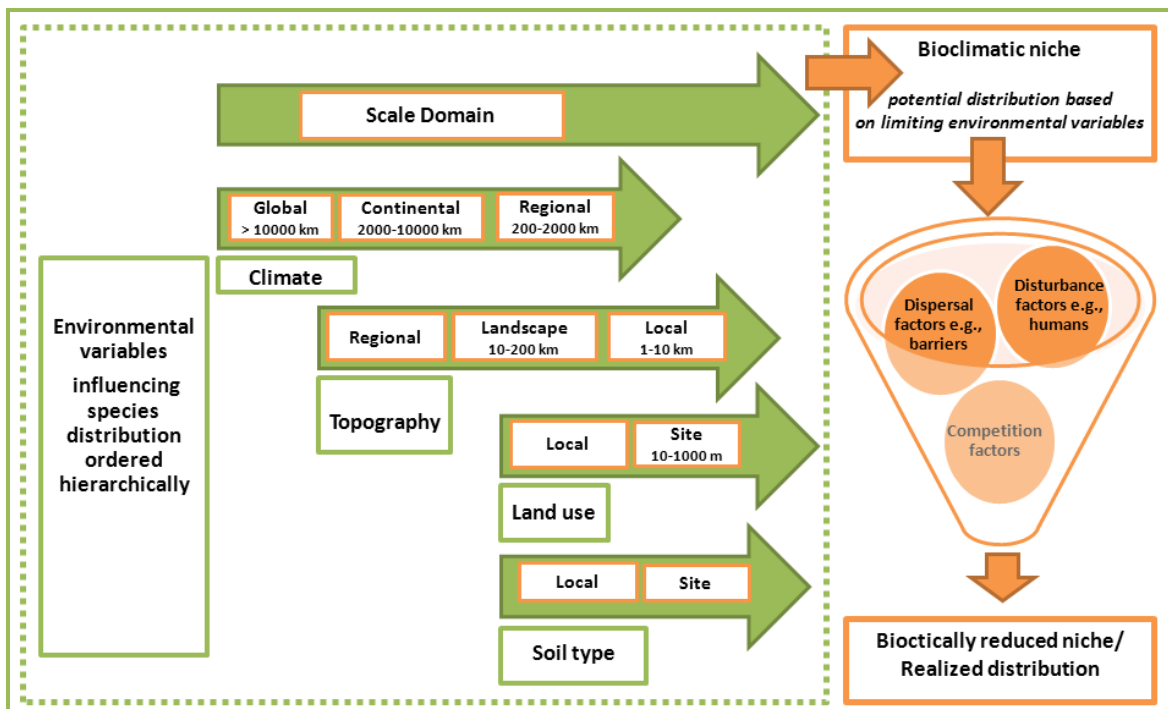 Scale Domain
Global
> 10000 km
Continental
2000-10000 km
Regional
200-2000 km
Climate
Environmental
variables
influencing
species
distribution
ordered
hierarchically
Regional
Landscape
10-200 km
Local
1-10 km
Topography
Local
Site
10-1000 m
Land use
Local
Site
Soil type
Bioclimatic niche
potential distribution based
on limiting environmental variables
Dispersal
factors e.g.,
barriers
Disturbance
factors e.g.,
humans
Competition
factors
Bioctically reduced niche/
Realized distribution